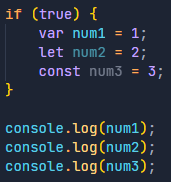 if (true) {
    var num1 = 1;
    let num2 = 2;
    const num3 = 3;
}
console.log(num1);
console.log(num2);
console.log(num3);